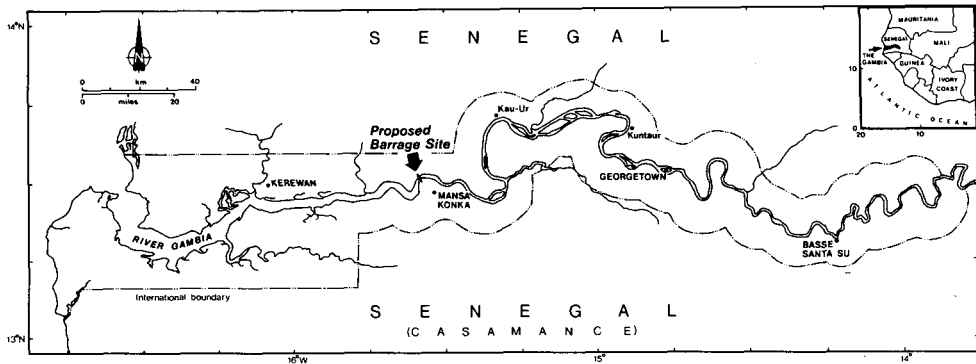 14°N
S E N E G A L
N
0 km 40
0 miles 20
MAURITANIA
SENEGAL
MALI
THE
GAMBIA
GUINEA
IVORY
COAST
10
ATLANTIC OCEAN
20 10
Kau-Ur
Kuntaur
Proposed
Barrage Site
KEREWAN
MANSA
KONKA
GEORGETOWN
RIVER GAMBIA
BASSE
SANTA SU
International boundary
S E N E G A L
( C A S A M A N C E )
13°N
16°W 15° 14°